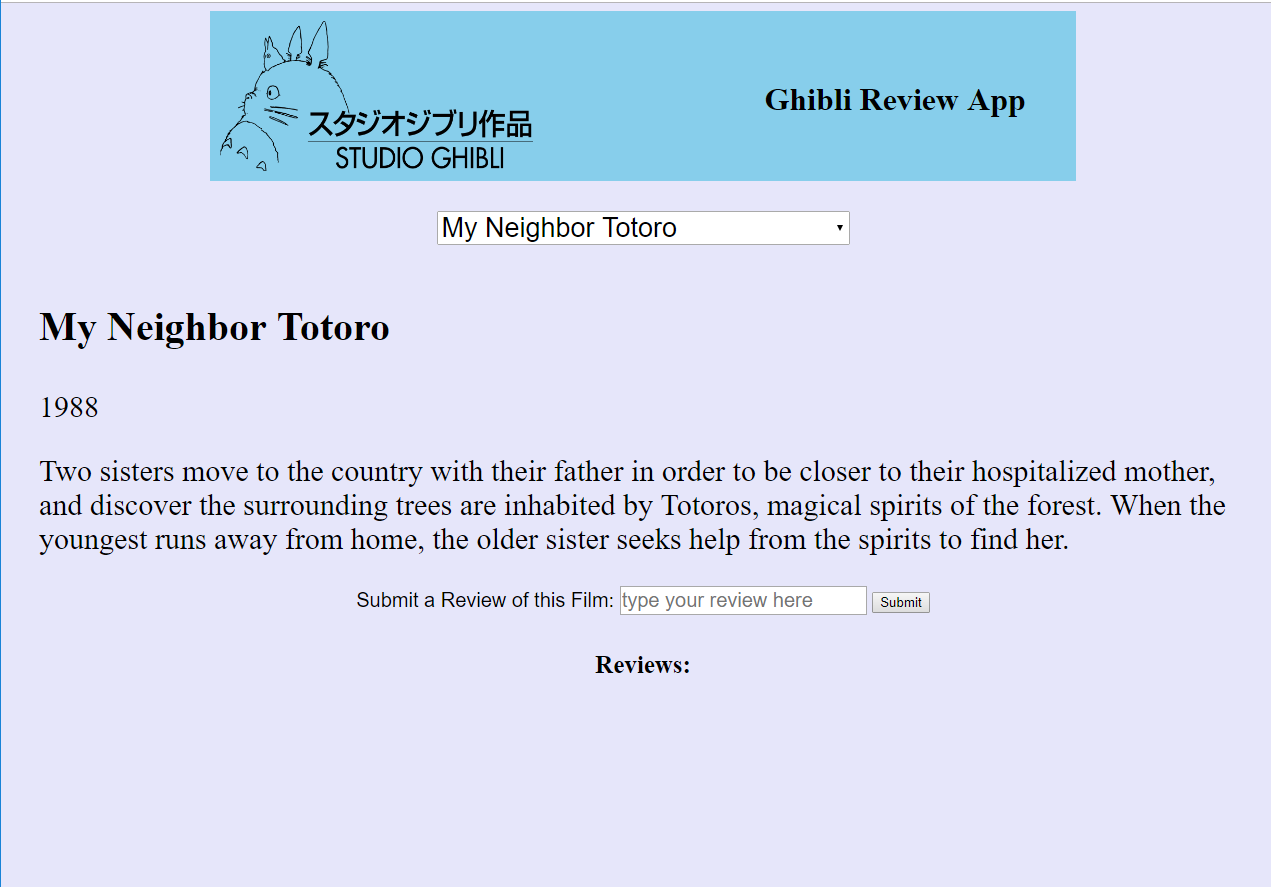 スタジオジブリ作品
STUDIO GHIBLI
Ghibli Review App
My Neighbor Totoro
My Neighbor Totoro
1988
Two sisters move to the country with their father in order to be closer to their hospitalized mother,
and discover the surrounding trees are inhabited by Totoros, magical spirits of the forest. When the
youngest runs away from home, the older sister seeks help from the spirits to find her.
Submit a Review of this Film: type your review here Submit
Reviews: